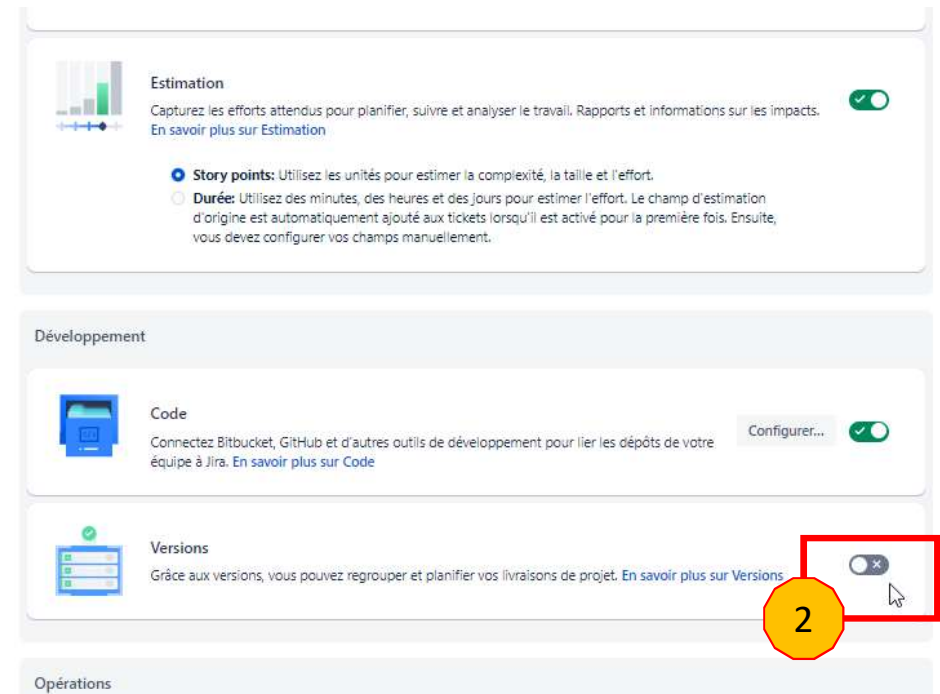 Estimation
Capturez les efforts attendus pour planifier, suivre et analyser le travail. Rapports et informations sur les impacts.
En savoir plus sur Estimation
Story points: Utilisez les unités pour estimer la complexité, la taille et l'effort.
Durée: Utilisez des minutes, des heures et des jours pour estimer l'effort. Le champ d'estimation
d'origine est automatiquement ajouté aux tickets lorsqu'il est activé pour la première fois. Ensuite,
vous devez configurer vos champs manuellement.
Développement
Code
Connectez Bitbucket, GitHub et d'autres outils de développement pour lier les dépôts de votre
équipe à Jira. En savoir plus sur Code
Configurer...
Versions
Grâce aux versions, vous pouvez regrouper et planifier vos livraisons de projet. En savoir plus sur Versions
2
Opérations